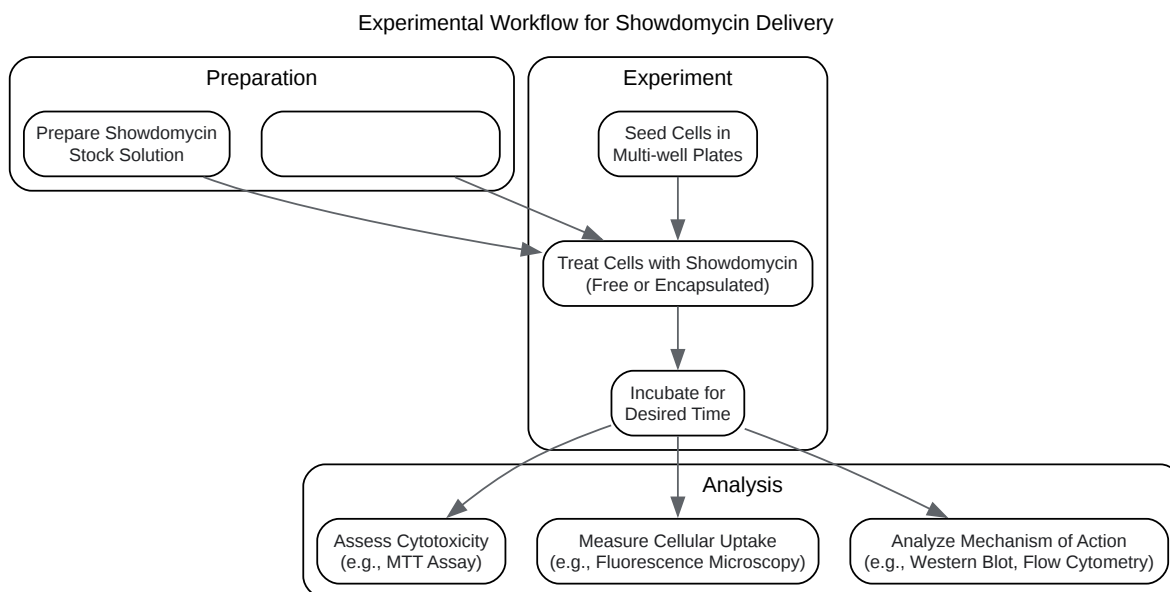 Experimental Workflow for Showdomycin Delivery
Preparation
Prepare Showdomycin
Stock Solution
Experiment
Seed Cells in
Multi-well Plates
Treat Cells with Showdomycin
(Free or Encapsulated)
Incubate for
Desired Time
Analysis
Assess Cytotoxicity
(e.g., MTT Assay)
Measure Cellular Uptake
(e.g., Fluorescence Microscopy)
Analyze Mechanism of Action
(e.g., Western Blot, Flow Cytometry)